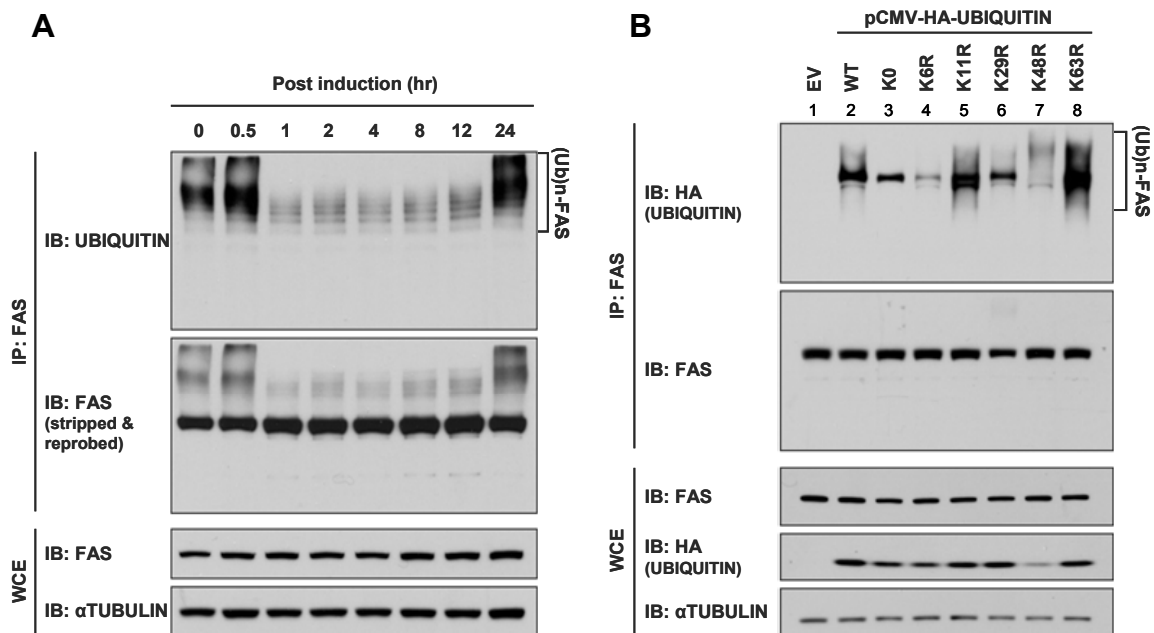 A
Post induction (hr)
0 0.5 1 2 4 8 12 24
IP: FAS
IB: UBIQUITIN
(Ub)n-FAS
IB: FAS
(stripped &
reprobed)
WCE
IB: FAS
IB: αTUBULIN
B
pCMV-HA-UBIQUITIN
EV WT K0 K6R K11R K29R K48R K63R
1 2 3 4 5 6 7 8
IP: FAS
IB: HA
(UBIQUITIN)
(Ub)n-FAS
IB: FAS
WCE
IB: FAS
IB: HA
(UBIQUITIN)
IB: αTUBULIN